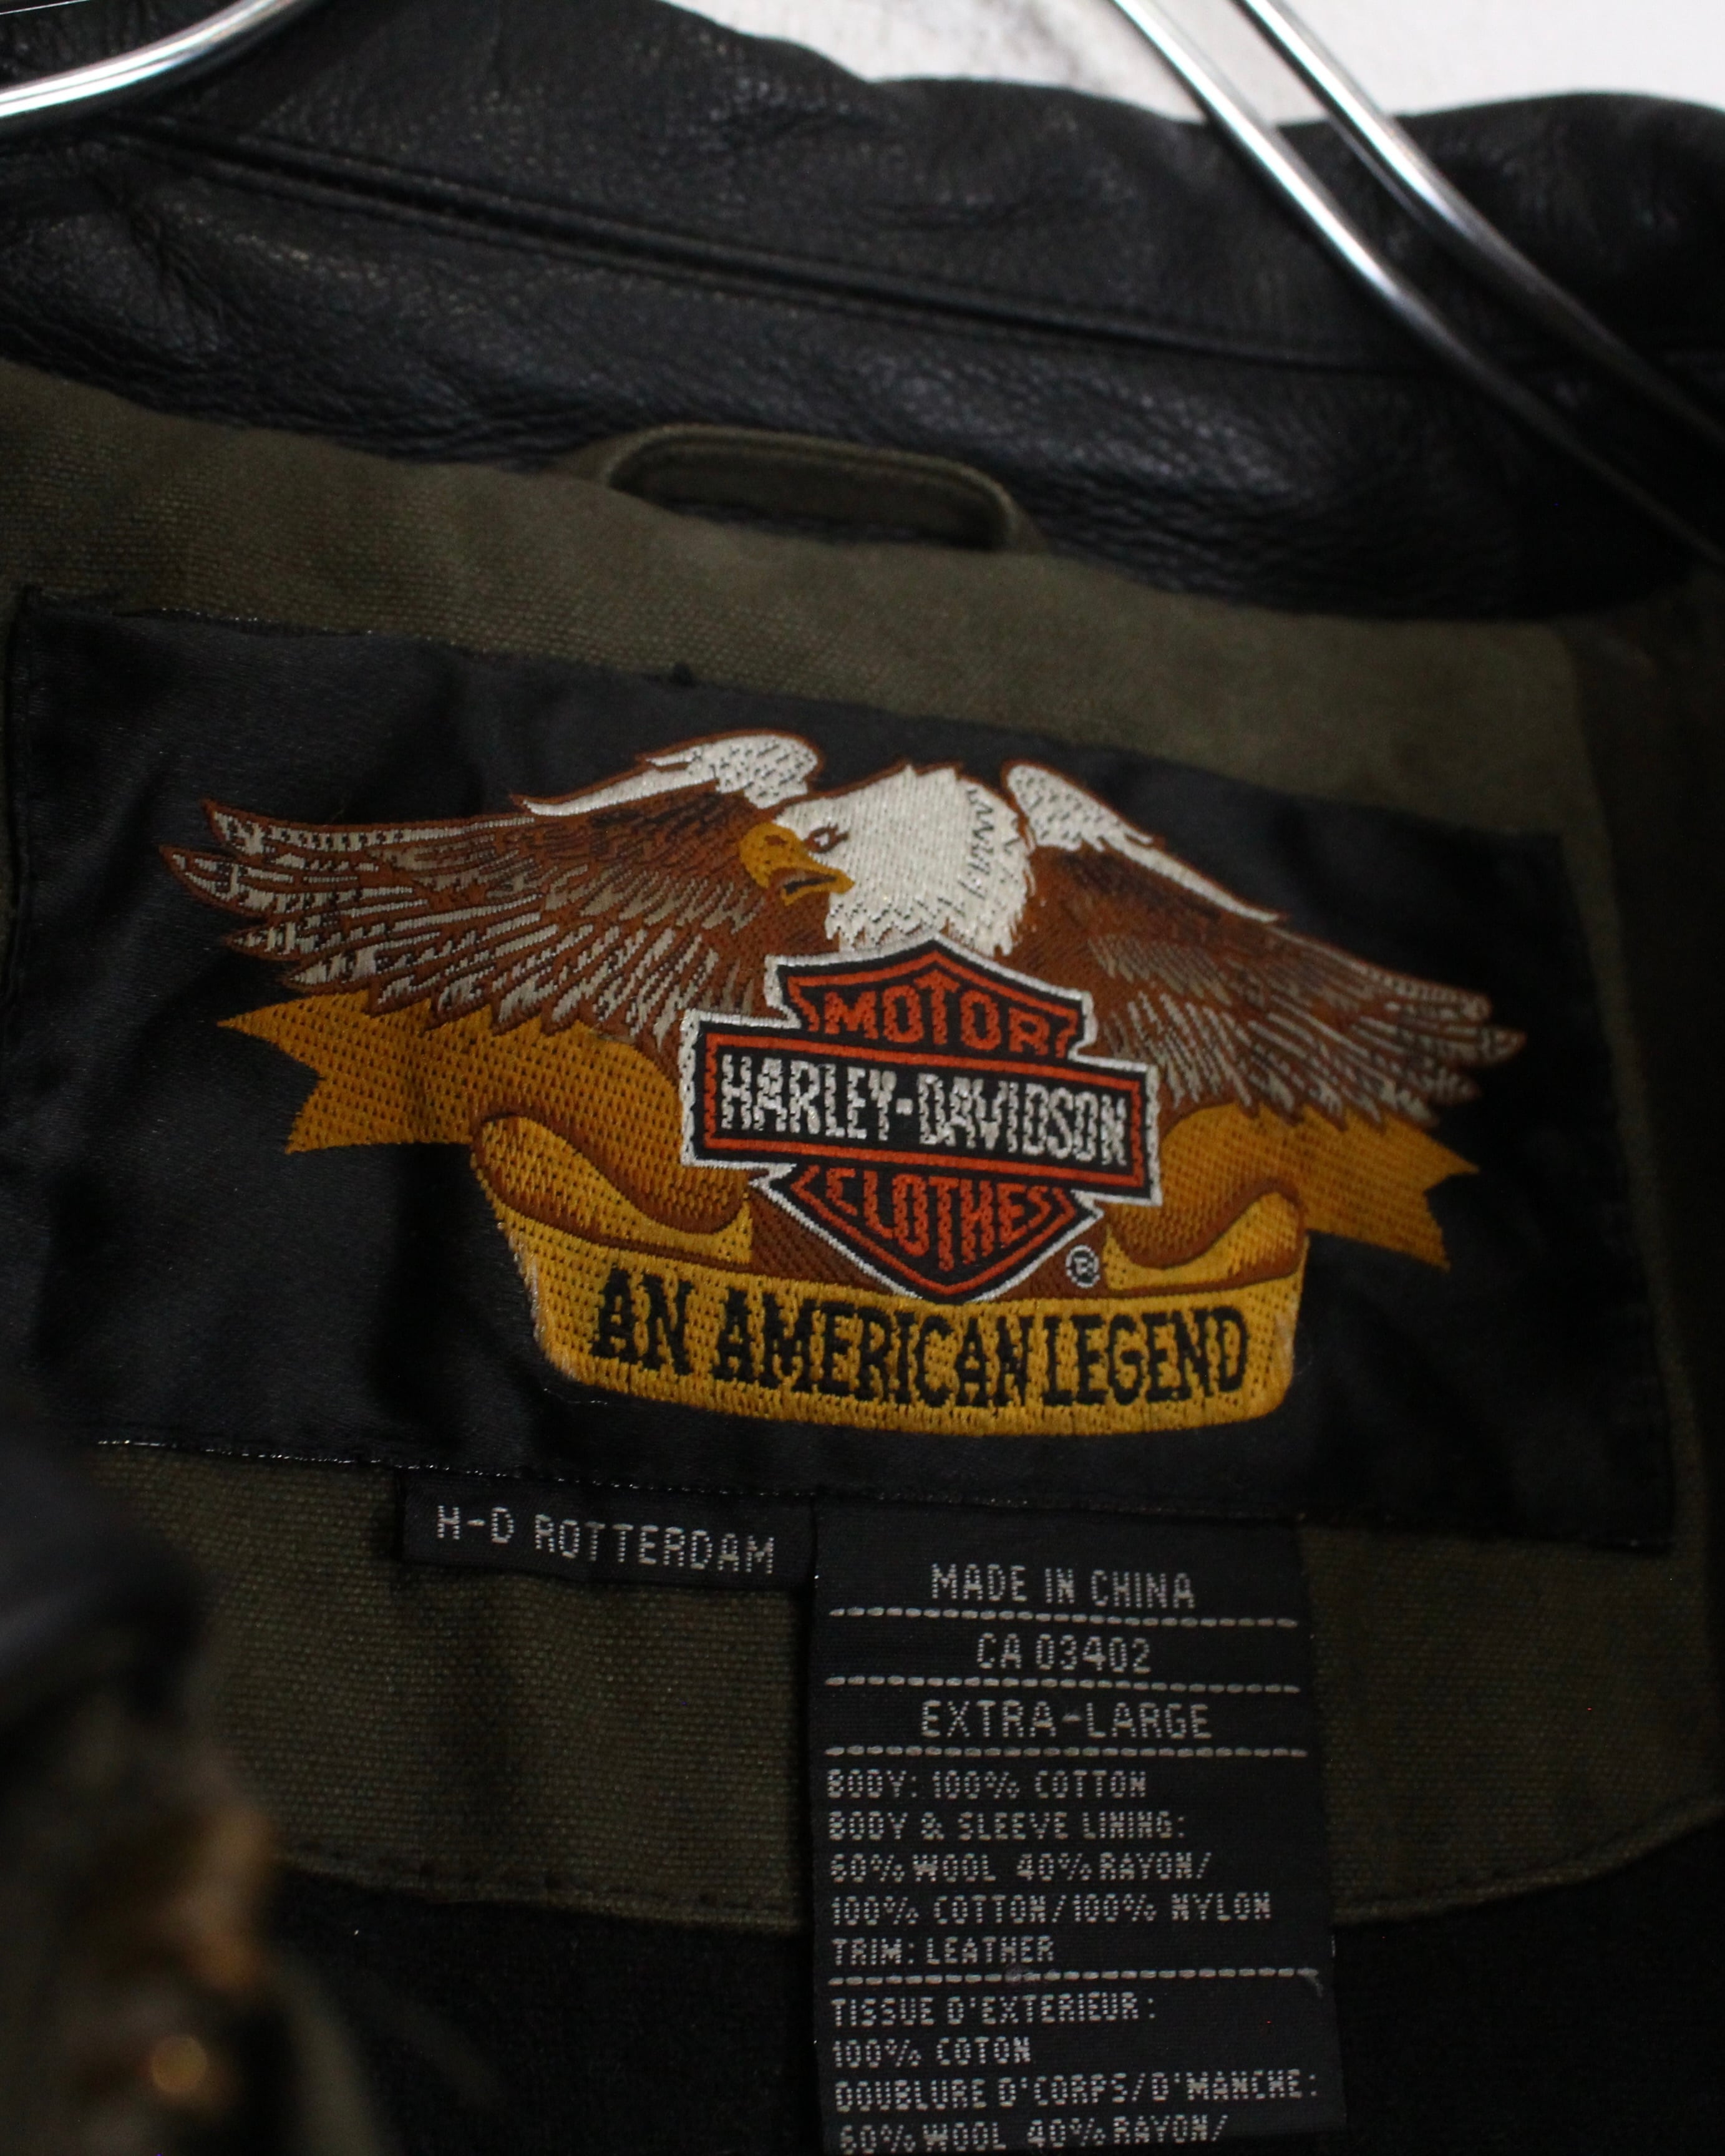 MOTOR
HARLEY-DAVIDSON
CLOTHES
®
AN AMERICAN LEGEND
H-D ROTTERDAM
MADE IN CHINA
CA 03402
EXTRA-LARGE
BODY: 100% COTTON
BODY & SLEEVE LINING:
60% WOOL 40% RAYON/
100% COTTON/100% NYLON
TRIM: LEATHER
TISSUE D'EXTERIEUR:
100% COTON
DOUBLURE D'CORPS/D'MANCHE:
60% WOOL 40% RAYON/